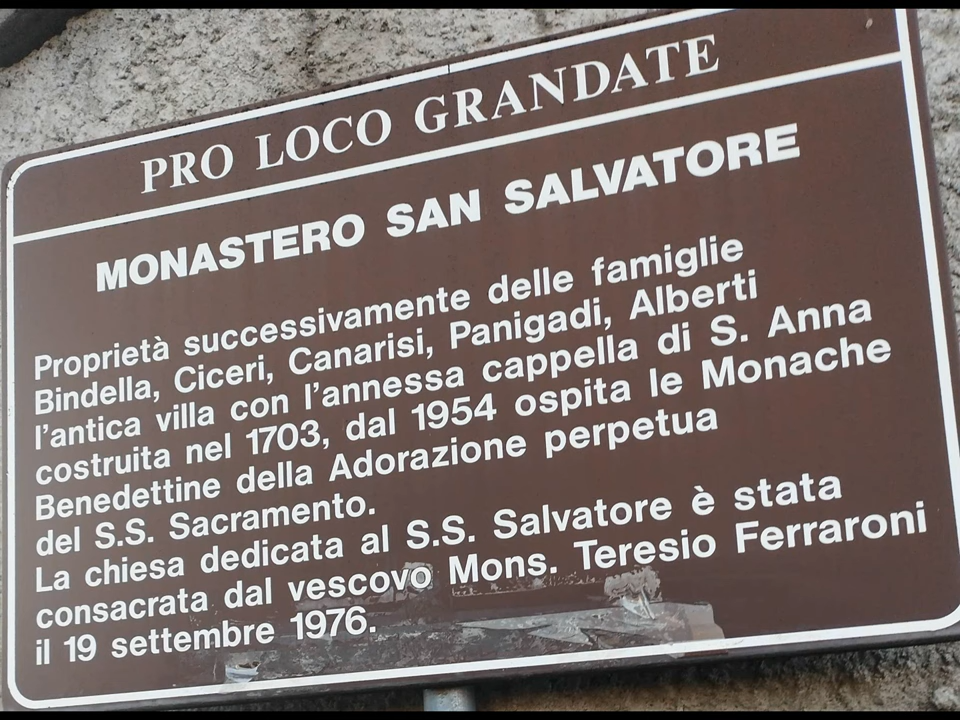 PRO LOCO GRANDATE
MONASTERO SAN SALVATORE
Proprietà successivamente delle famiglie
Bindella, Ciceri, Canarisi, Panigadi, Alberti
l'antica villa con l'annessa cappella di S. Anna
costruita nel 1703, dal 1954 ospita le Monache
Benedettine della Adorazione perpetua
del S.S. Sacramento.
La chiesa dedicata al S.S. Salvatore è stata
consacrata dal vescovo Mons. Teresio Ferraroni
il 19 settembre 1976.